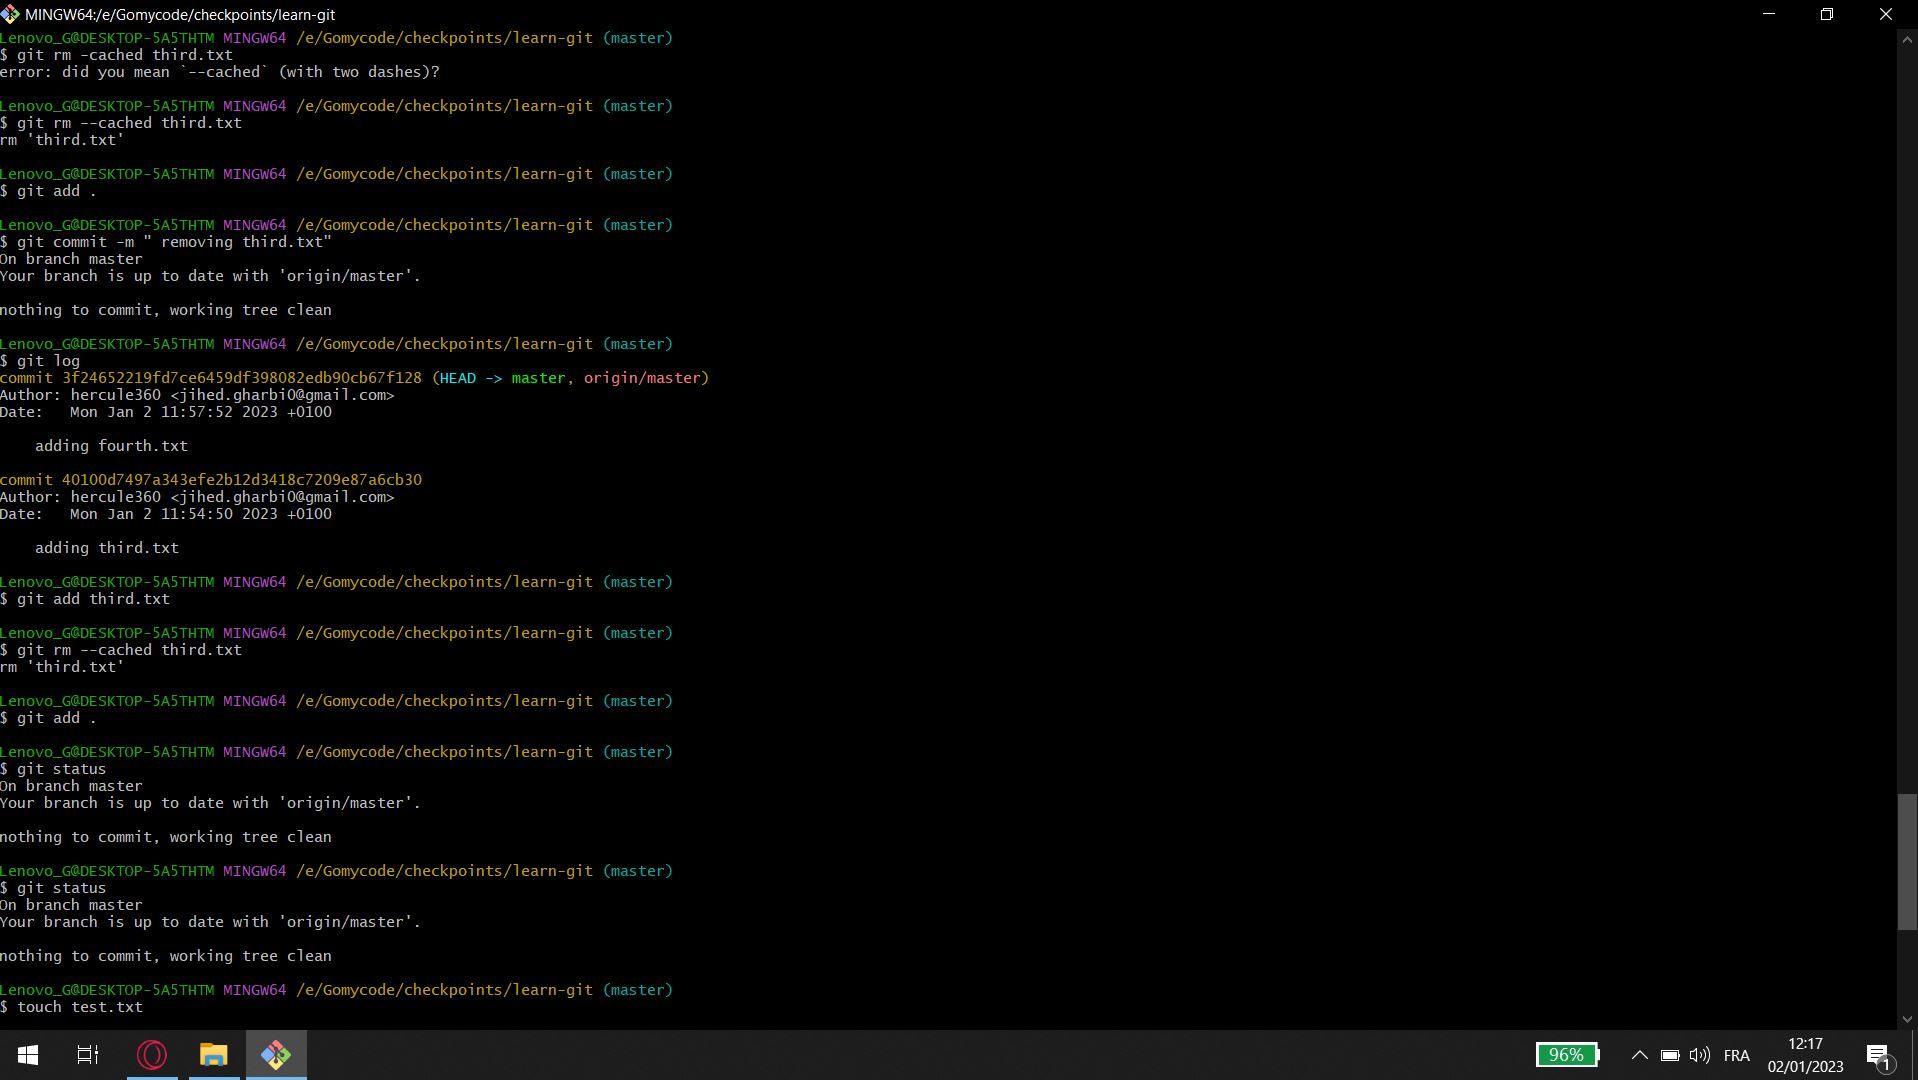 MINGW64:/e/Gomycode/checkpoints/learn-git
Lenovo_G@DESKTOP-5A5THTM MINGW64 /e/Gomycode/checkpoints/learn-git (master)
$ git rm -cached third.txt
error: did you mean `--cached` (with two dashes)?
Lenovo_G@DESKTOP-5A5THTM MINGW64 /e/Gomycode/checkpoints/learn-git (master)
$ git rm --cached third.txt
rm 'third.txt'
Lenovo_G@DESKTOP-5A5THTM MINGW64 /e/Gomycode/checkpoints/learn-git (master)
$ git add .
Lenovo_G@DESKTOP-5A5THTM MINGW64 /e/Gomycode/checkpoints/learn-git (master)
$ git commit -m " removing third.txt"
On branch master
Your branch is up to date with 'origin/master'.
nothing to commit, working tree clean
Lenovo_G@DESKTOP-5A5THTM MINGW64 /e/Gomycode/checkpoints/learn-git (master)
$ git log
commit 3f24652219fd7ce6459df398082edb90cb67f128 (HEAD -> master, origin/master)
Author: hercule360 <jihed.gharbi0@gmail.com>
Date:   Mon Jan 2 11:57:52 2023 +0100
adding fourth.txt
commit 40100d7497a343efe2b12d3418c7209e87a6cb30
Author: hercule360 <jihed.gharbi0@gmail.com>
Date:   Mon Jan 2 11:54:50 2023 +0100
adding third.txt
Lenovo_G@DESKTOP-5A5THTM MINGW64 /e/Gomycode/checkpoints/learn-git (master)
$ git add third.txt
Lenovo_G@DESKTOP-5A5THTM MINGW64 /e/Gomycode/checkpoints/learn-git (master)
$ git rm --cached third.txt
rm 'third.txt'
Lenovo_G@DESKTOP-5A5THTM MINGW64 /e/Gomycode/checkpoints/learn-git (master)
$ git add .
Lenovo_G@DESKTOP-5A5THTM MINGW64 /e/Gomycode/checkpoints/learn-git (master)
$ git status
On branch master
Your branch is up to date with 'origin/master'.
nothing to commit, working tree clean
Lenovo_G@DESKTOP-5A5THTM MINGW64 /e/Gomycode/checkpoints/learn-git (master)
$ git status
On branch master
Your branch is up to date with 'origin/master'.
nothing to commit, working tree clean
Lenovo_G@DESKTOP-5A5THTM MINGW64 /e/Gomycode/checkpoints/learn-git (master)
$ touch test.txt
96%
FRA
12:17
02/01/2023
1